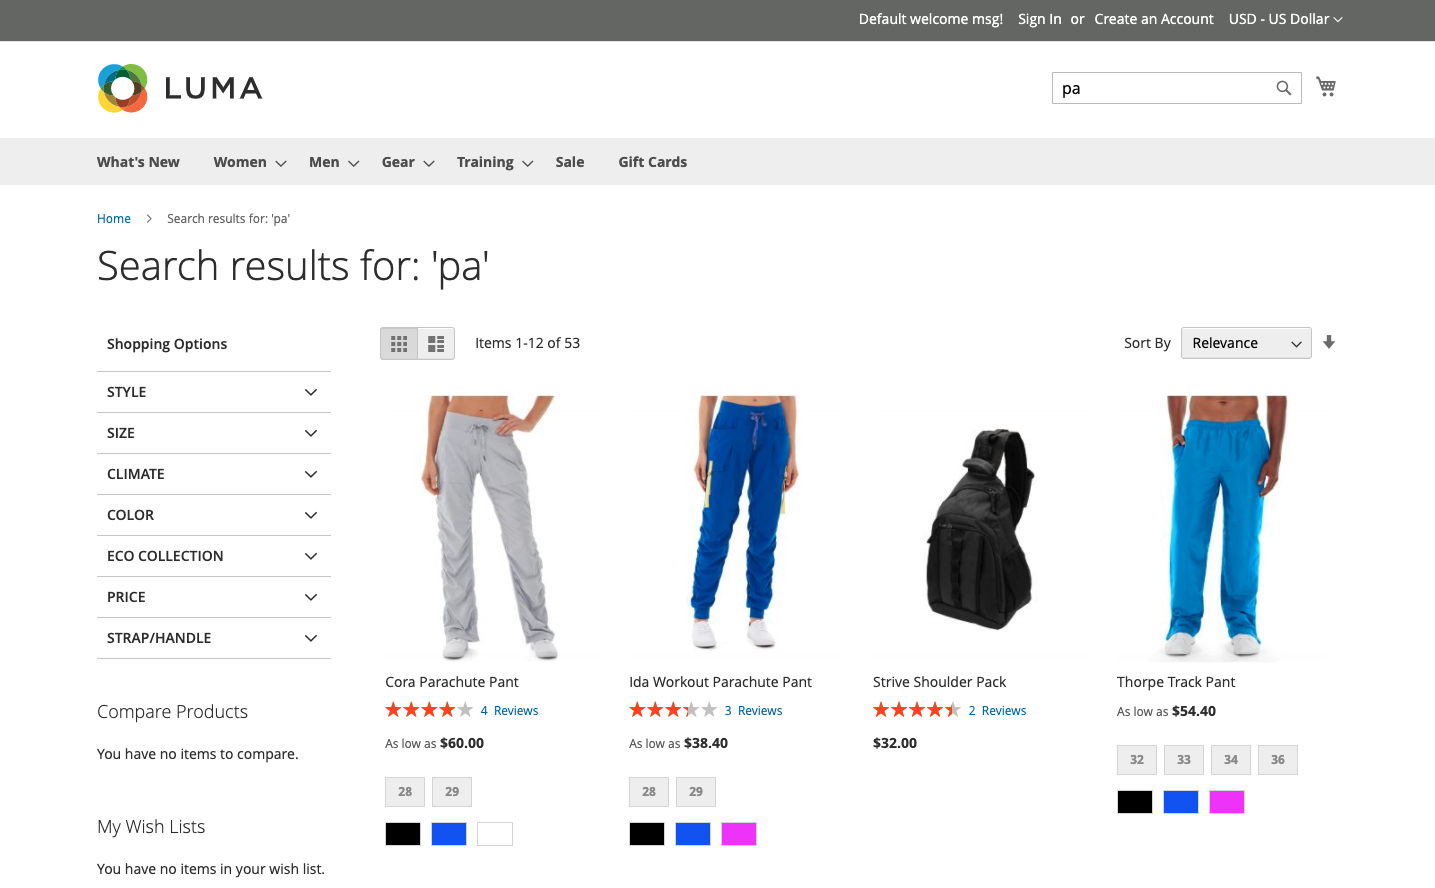 Default welcome msg! Sign In or Create an Account USD - US Dollar
LUMA
pa
What's New Women Men Gear Training Sale Gift Cards
Home Search results for: 'pa'
Search results for: 'pa'
Shopping Options
STYLE
SIZE
CLIMATE
COLOR
ECO COLLECTION
PRICE
STRAP/HANDLE
Compare Products
You have no items to compare.
My Wish Lists
You have no items in your wish list.
Items 1-12 of 53
Sort By Relevance
Cora Parachute Pant
4 Reviews
As low as $60.00
28 29
Ida Workout Parachute Pant
3 Reviews
As low as $38.40
28 29
Strive Shoulder Pack
2 Reviews
$32.00
Thorpe Track Pant
As low as $54.40
32 33 34 36